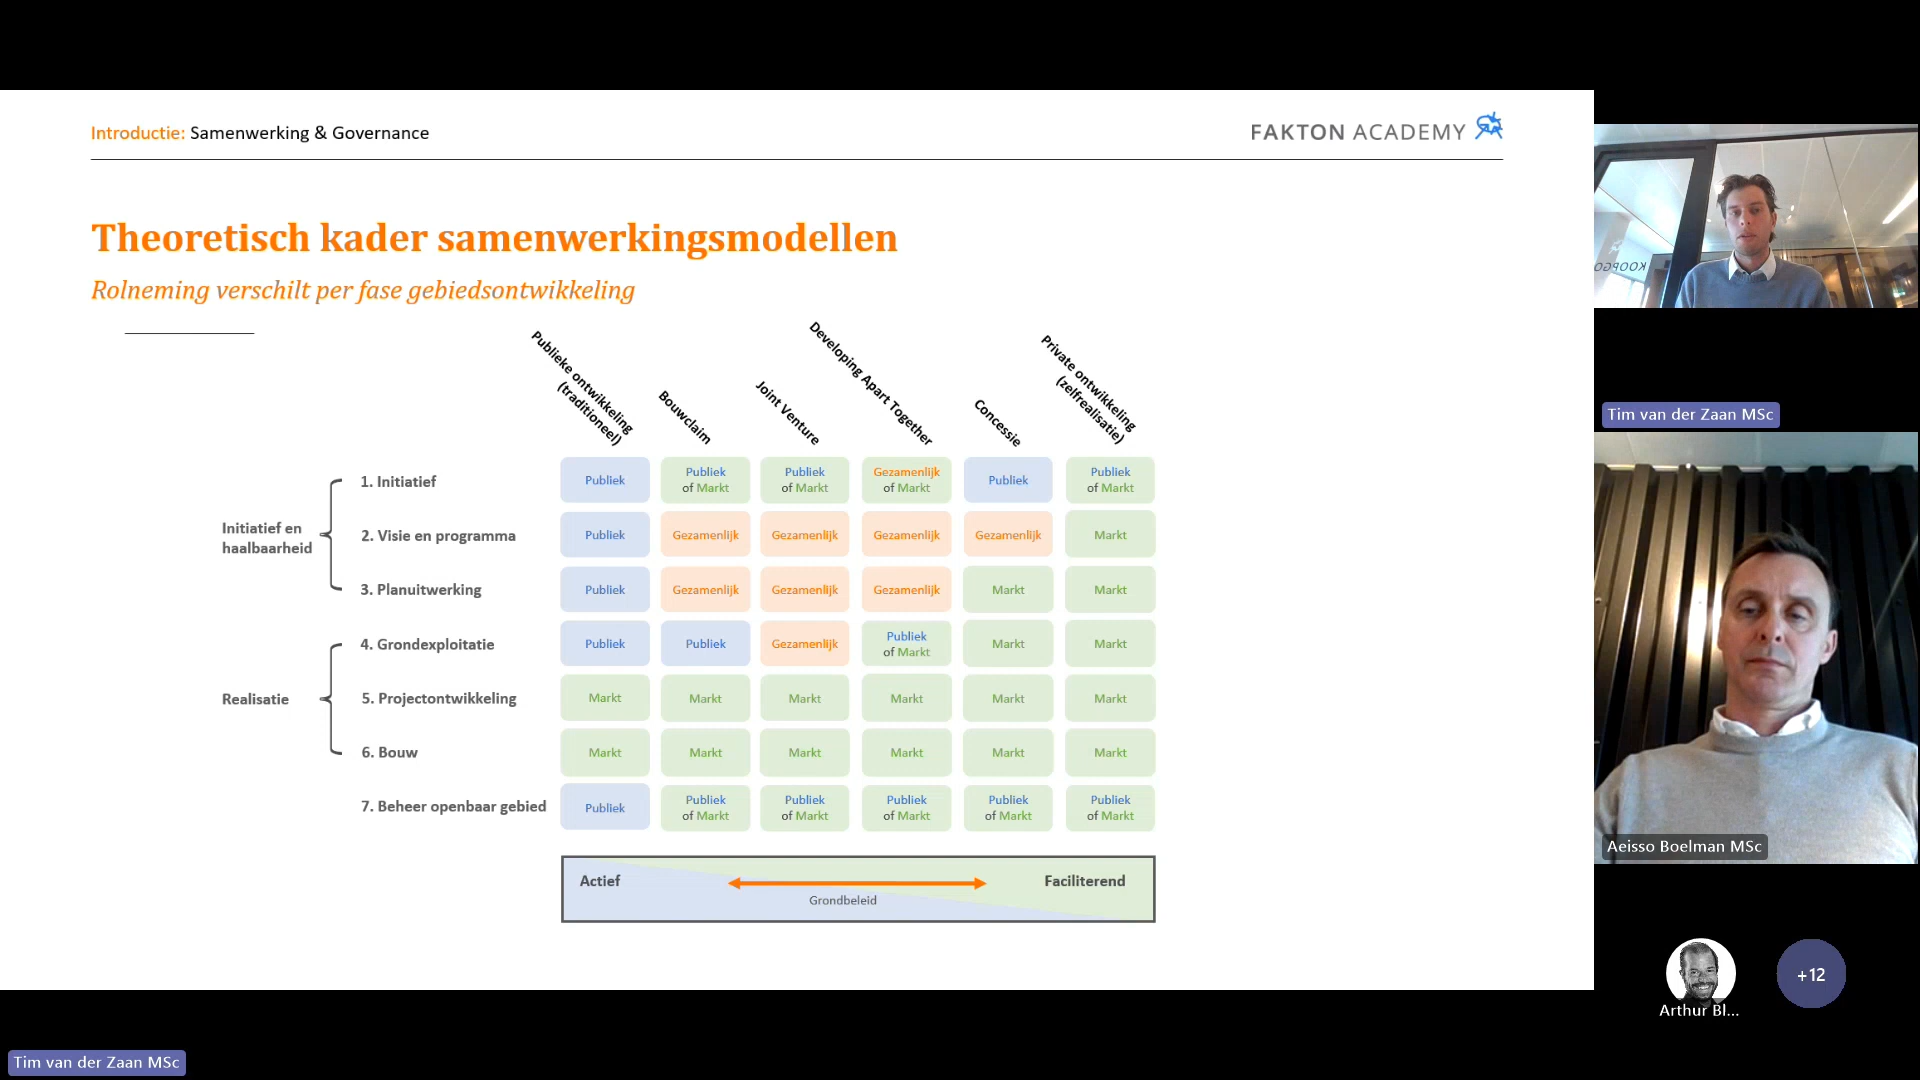 Introductie: Samenwerking & Governance
FAKTON ACADEMY
Theoretisch kader samenwerkingsmodellen
Rolneming verschilt per fase gebiedsontwikkeling
Publieke ontwikkeling
(traditioneel)
Bouwclaim
Joint Venture
Developing Apart Together
Concessie
Private ontwikkeling
(zelfrealisatie)
Initiatief en
haalbaarheid
Realisatie
1. Initiatief
Publiek
Publiek
of Markt
Publiek
of Markt
Gezamenlijk
of Markt
Publiek
Publiek
of Markt
2. Visie en programma
Publiek
Gezamenlijk
Gezamenlijk
Gezamenlijk
Gezamenlijk
Markt
3. Planuitwerking
Publiek
Gezamenlijk
Gezamenlijk
Gezamenlijk
Markt
Markt
4. Grondexploitatie
Publiek
Publiek
Gezamenlijk
Publiek
of Markt
Markt
Markt
5. Projectontwikkeling
Markt
Markt
Markt
Markt
Markt
Markt
6. Bouw
Markt
Markt
Markt
Markt
Markt
Markt
7. Beheer openbaar gebied
Publiek
Publiek
of Markt
Publiek
of Markt
Publiek
of Markt
Publiek
of Markt
Publiek
of Markt
Actief
Faciliterend
Grondbeleid
Tim van der Zaan MSc
Aeisso Boelman MSc
Arthur Bl...
+12
Tim van der Zaan MSc